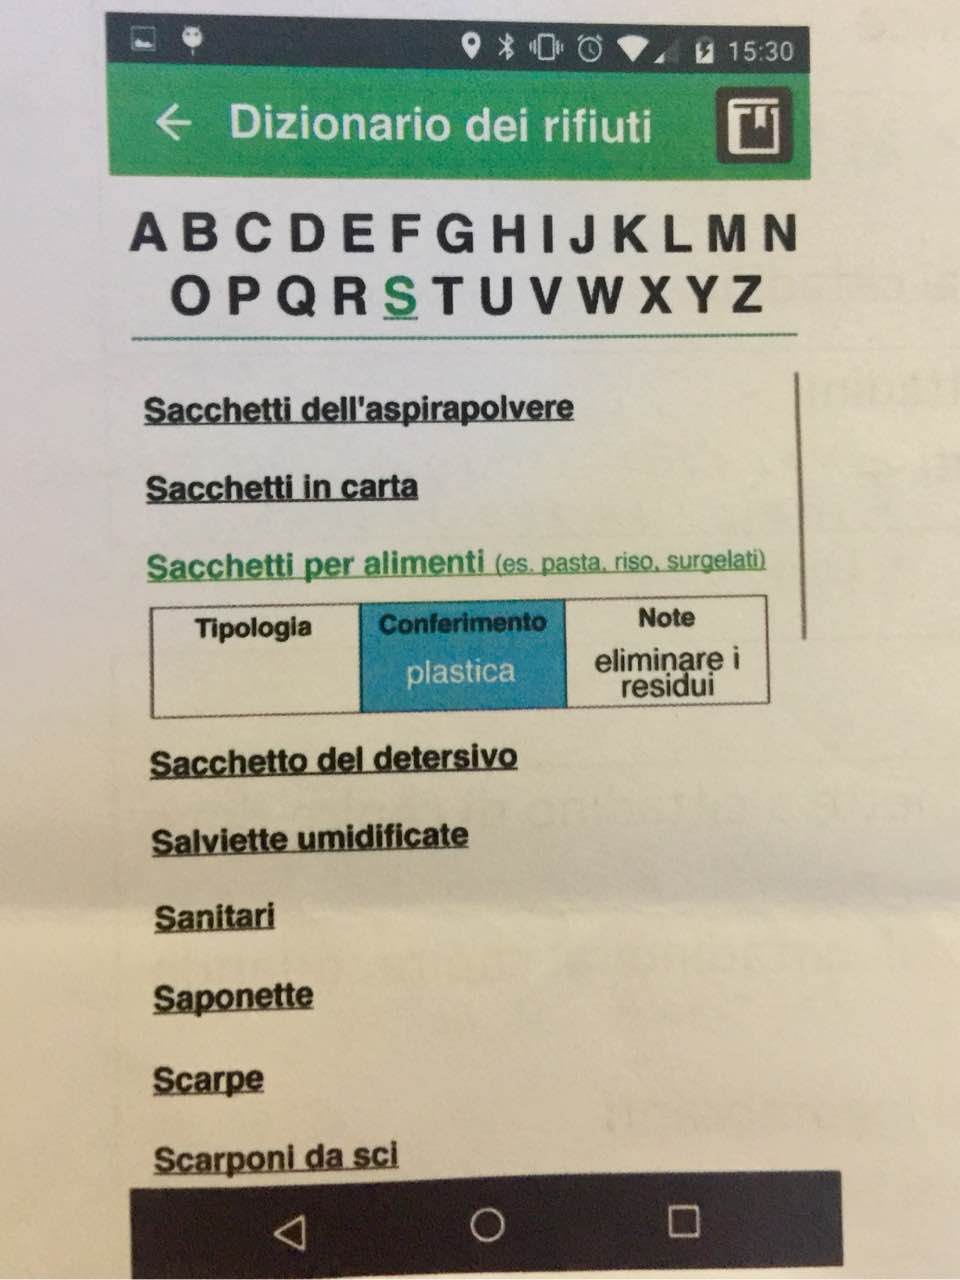 15:30
Dizionario dei rifiuti
A B C D E F G H I J K L M N
O P Q R S T U V W X Y Z
Sacchetti dell'aspirapolvere
Sacchetti in carta
Sacchetti per alimenti (es. pasta, riso, surgelati)
Tipologia Conferimento Note
plastica eliminare i
residui
Sacchetto del detersivo
Salviette umidificate
Sanitari
Saponette
Scarpe
Scarponi da sci